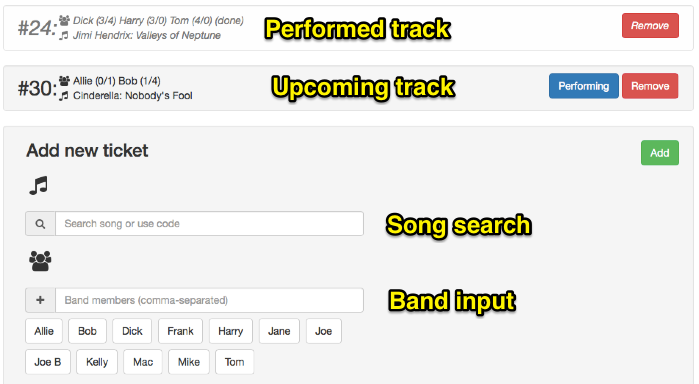 #24: Dick (3/4) Harry (3/0) Tom (4/0) (done)
Jimi Hendrix: Valleys of Neptune
Performed track
Remove
#30: Allie (0/1) Bob (1/4)
Cinderella: Nobody's Fool
Upcoming track
Performing Remove
Add new ticket
Add
Search song or use code
Song search
Band members (comma-separated)
Band input
Allie Bob Dick Frank Harry Jane Joe
Joe B Kelly Mac Mike Tom